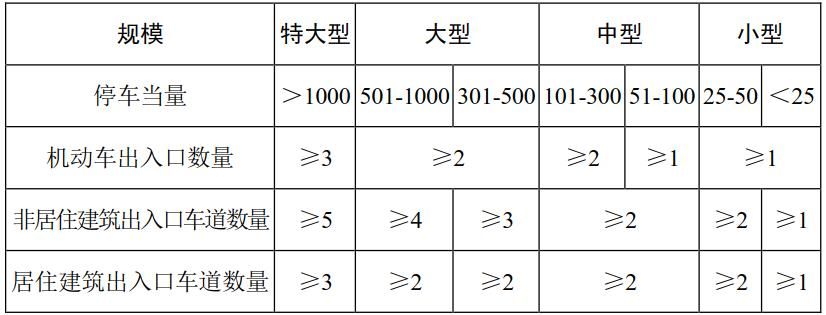 规模 特大型 大型 中型 小型
停车当量 >1000 501-1000 301-500 101-300 51-100 25-50 <25
机动车出入口数量 ≥3 ≥2 ≥2 ≥1 ≥1
非居住建筑出入口车道数量 ≥5 ≥4 ≥3 ≥2 ≥2 ≥1
居住建筑出入口车道数量 ≥3 ≥2 ≥2 ≥2 ≥2 ≥1